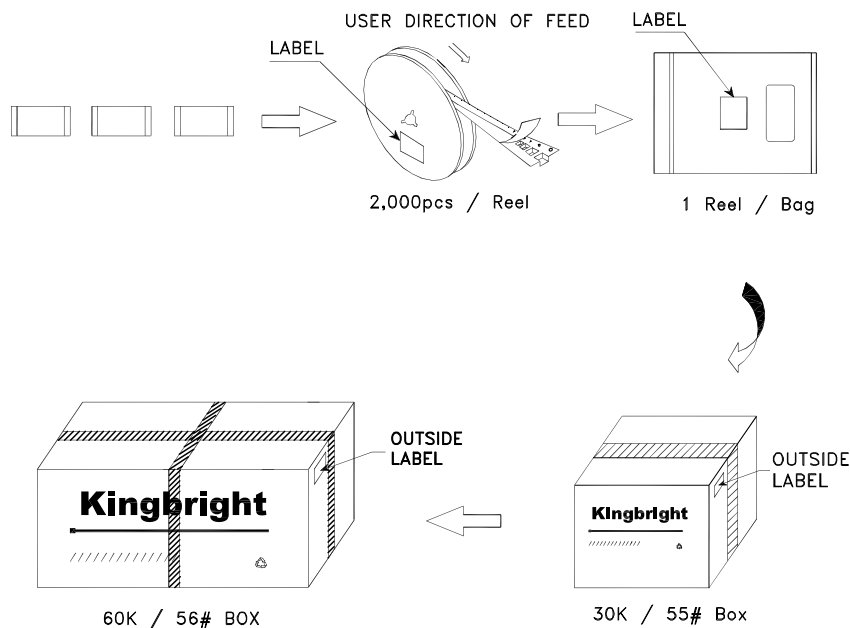 USER DIRECTION OF FEED
LABEL
LABEL
2,000pcs / Reel
1 Reel / Bag
OUTSIDE
LABEL
OUTSIDE
LABEL
Kingbright
Kingbright
60K / 56# BOX
30K / 55# Box